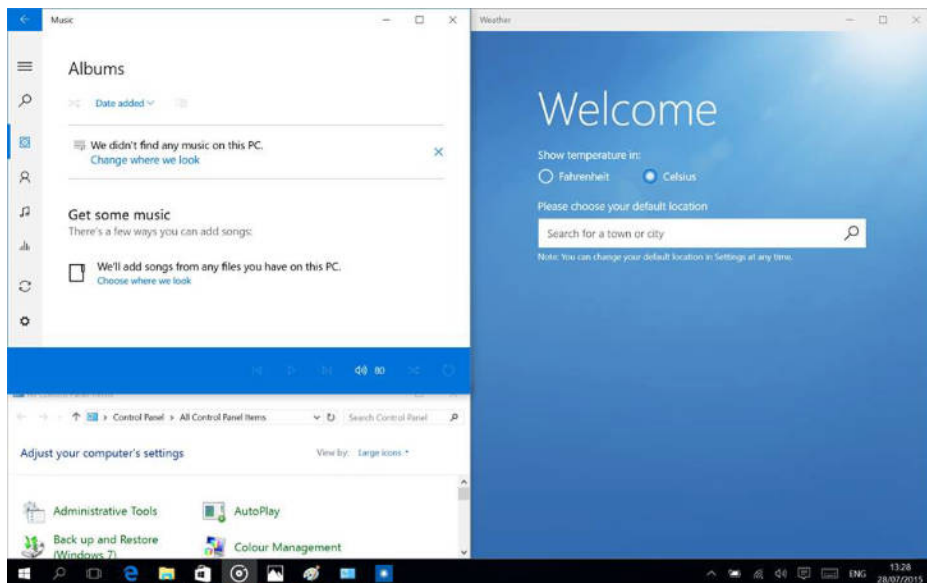 Music
Albums
Date added
We didn't find any music on this PC.
Change where we look
Get some music
There's a few ways you can add songs:
We'll add songs from any files you have on this PC.
Choose where we look
80
Weather
Welcome
Show temperature in:
Fahrenheit
Celsius
Please choose your default location
Search for a town or city
Note: You can change your default location in Settings at any time.
Control Panel > All Control Panel Items
Search Control Panel
Adjust your computer's settings
View by: Large icons
Administrative Tools
AutoPlay
Back up and Restore
(Windows 7)
Colour Management
ENG
13:28
28/07/2015